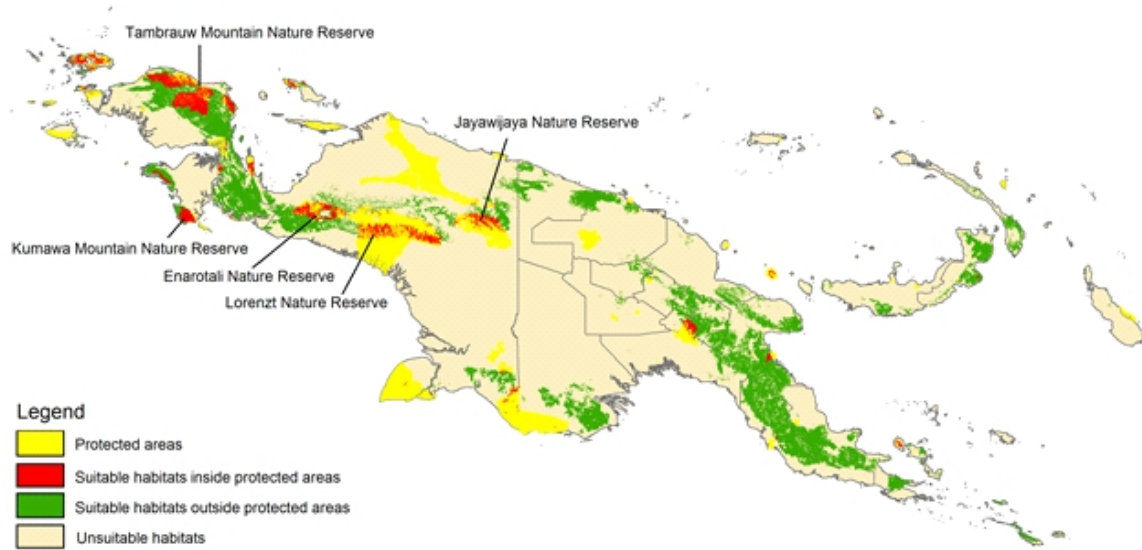 Tambrauw Mountain Nature Reserve
Jayawijaya Nature Reserve
Kumawa Mountain Nature Reserve
Enarotali Nature Reserve
Lorenzt Nature Reserve
Legend
Protected areas
Suitable habitats inside protected areas
Suitable habitats outside protected areas
Unsuitable habitats